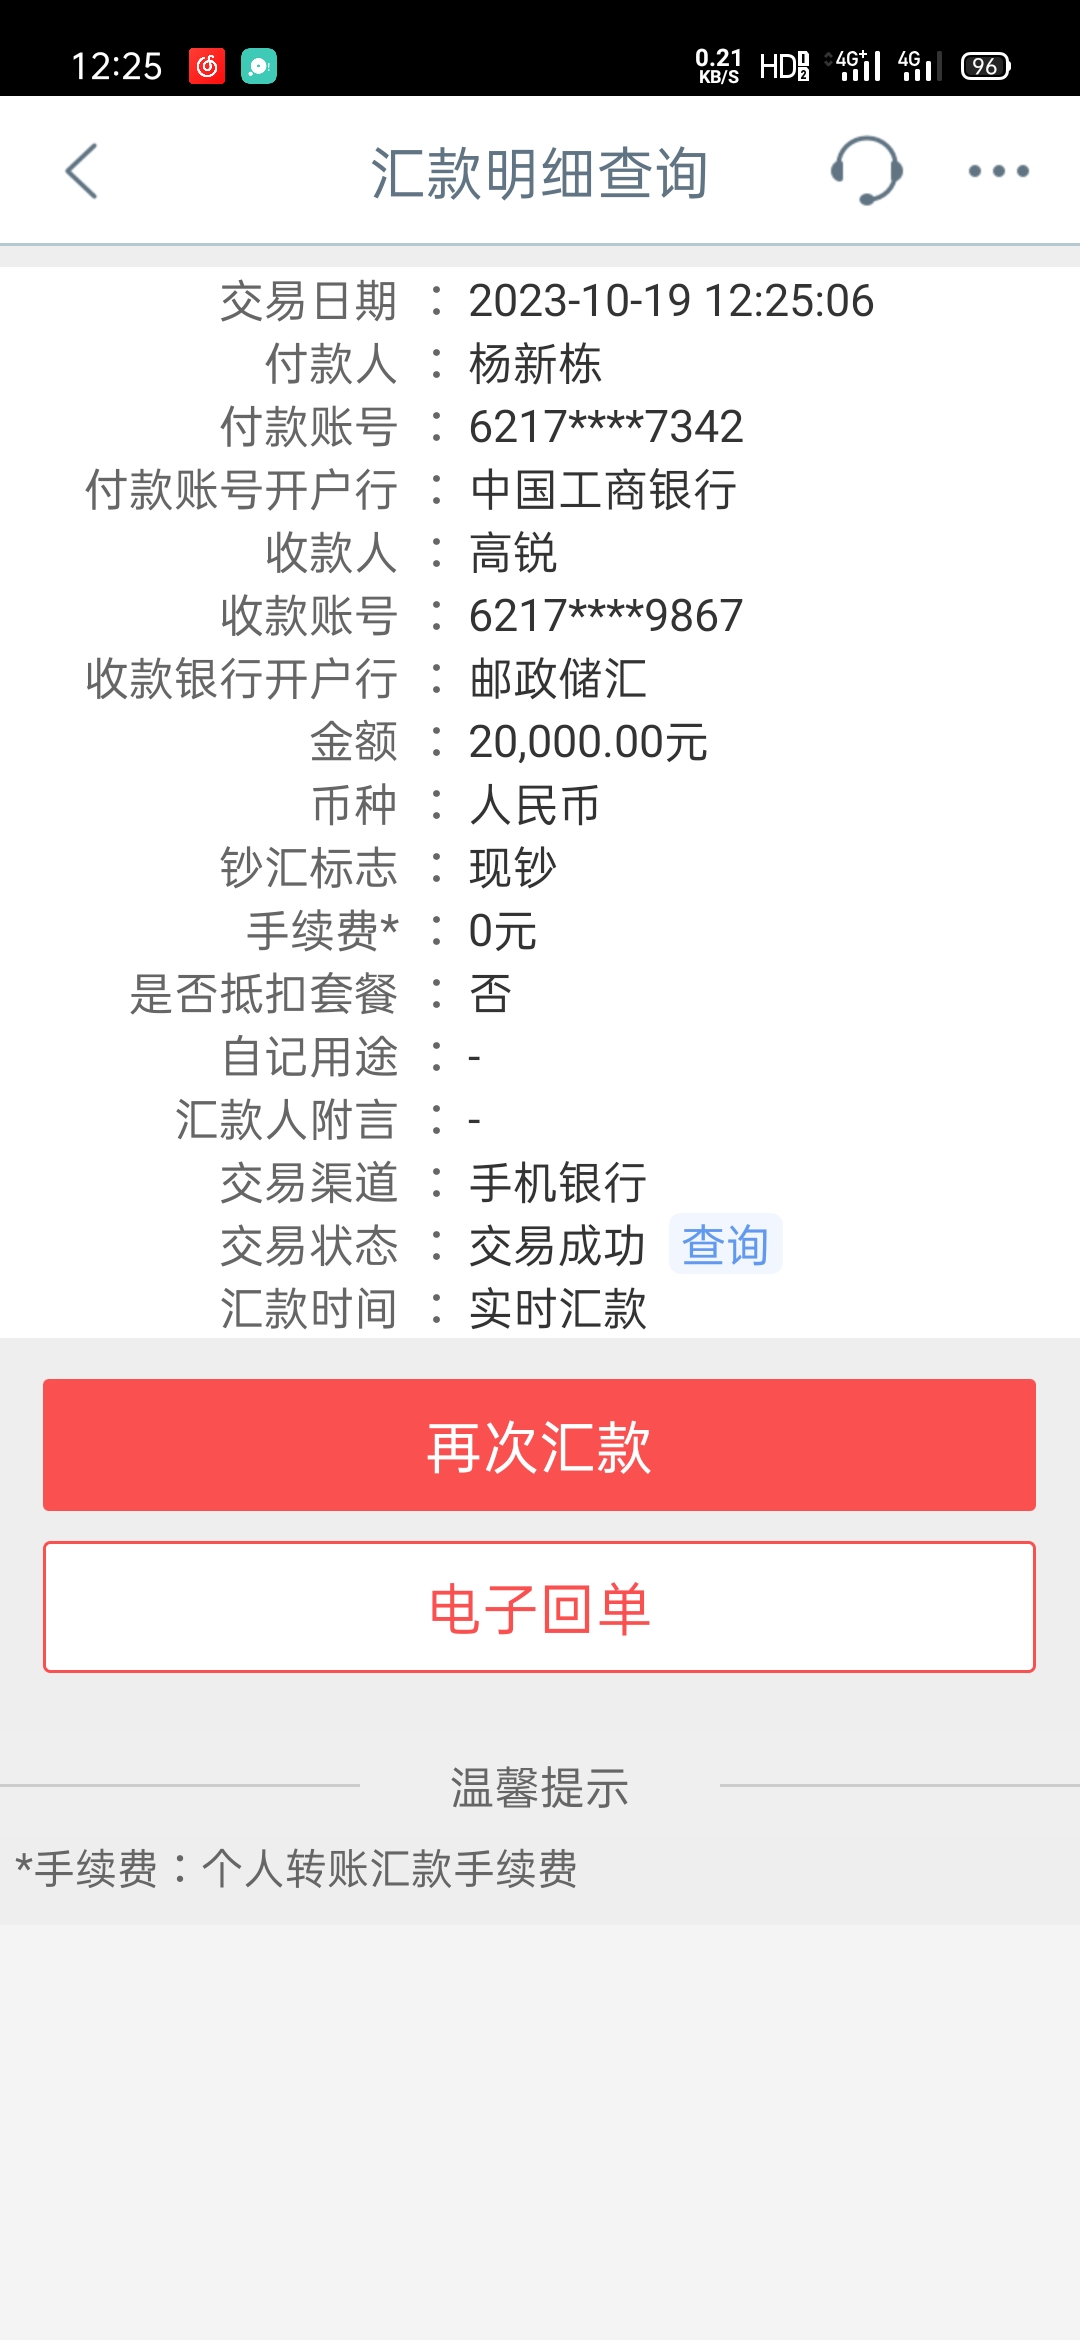 12:25 0.21 KB/S HD 1 2 4G+ 4G 96
汇款明细查询
交易日期 : 2023-10-19 12:25:06
付款人 : 杨新栋
付款账号 : 6217****7342
付款账号开户行 : 中国工商银行
收款人 : 高锐
收款账号 : 6217****9867
收款银行开户行 : 邮政储汇
金额 : 20,000.00元
币种 : 人民币
钞汇标志 : 现钞
手续费* : 0元
是否抵扣套餐 : 否
自记用途 : -
汇款人附言 : -
交易渠道 : 手机银行
交易状态 : 交易成功 查询
汇款时间 : 实时汇款
再次汇款
电子回单
温馨提示
*手续费：个人转账汇款手续费